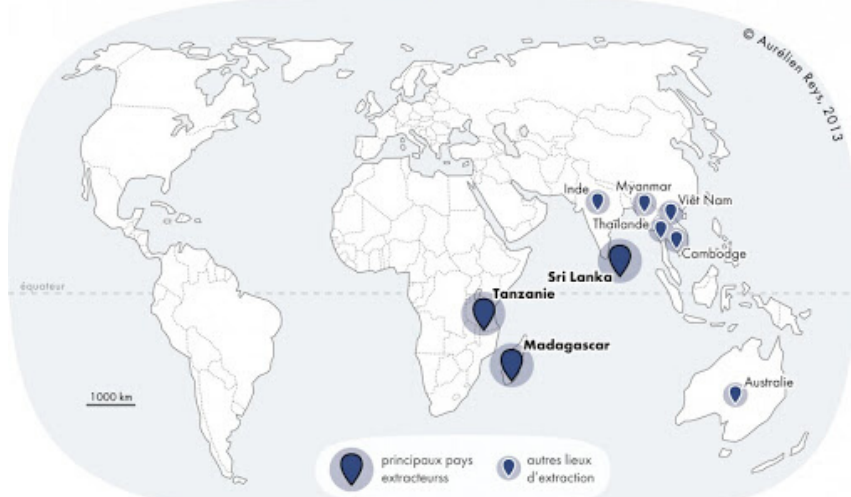 © Aurélien Reys, 2013
Inde
Myanmar
Viêt Nam
Thaïlande
Cambodge
Sri Lanka
équateur
Tanzanie
Madagascar
Australie
1000 km
principaux pays
extracteurss
autres lieux
d'extraction